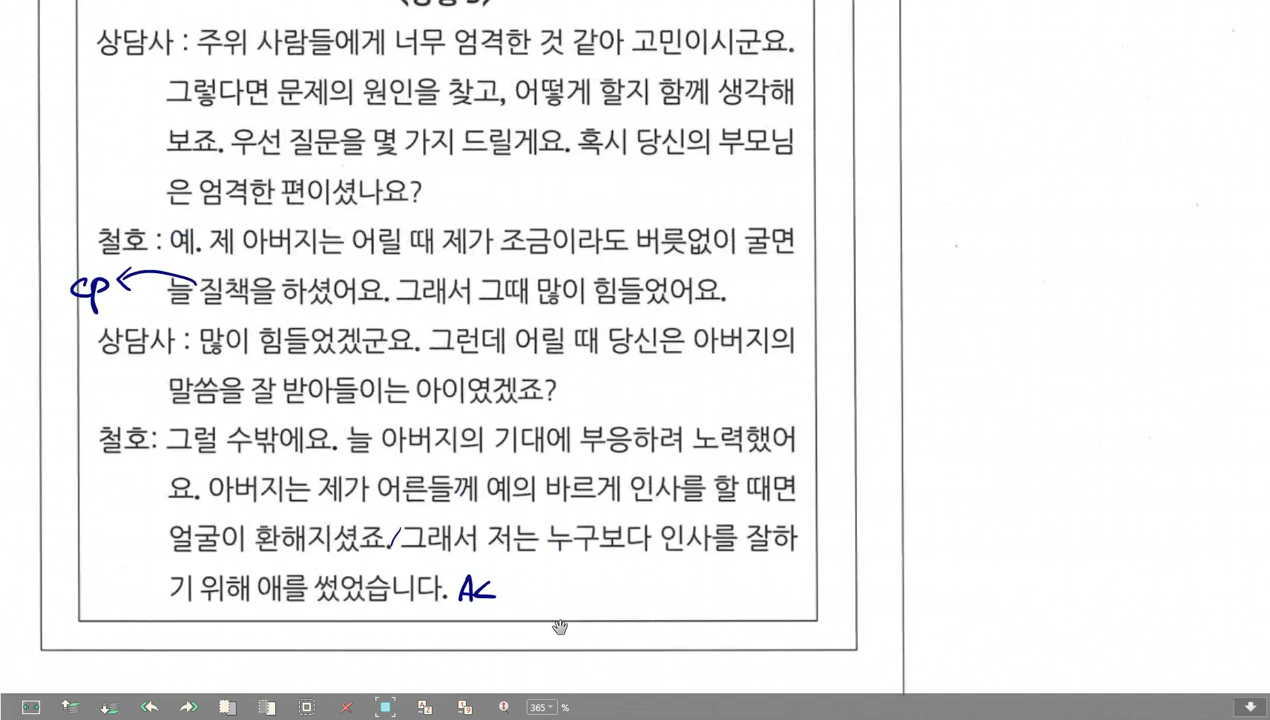 상담사 : 주위 사람들에게 너무 엄격한 것 같아 고민이시군요.
그렇다면 문제의 원인을 찾고, 어떻게 할지 함께 생각해
보죠. 우선 질문을 몇 가지 드릴게요. 혹시 당신의 부모님
은 엄격한 편이셨나요?
철호 : 예. 제 아버지는 어릴 때 제가 조금이라도 버릇없이 굴면
CP 늘 질책을 하셨어요. 그래서 그때 많이 힘들었어요.
상담사 : 많이 힘들었겠군요. 그런데 어릴 때 당신은 아버지의
말씀을 잘 받아들이는 아이였겠죠?
철호: 그럴 수밖에요. 늘 아버지의 기대에 부응하려 노력했어
요. 아버지는 제가 어른들께 예의 바르게 인사를 할 때면
얼굴이 환해지셨죠. 그래서 저는 누구보다 인사를 잘하
기 위해 애를 썼었습니다. AC
365 %